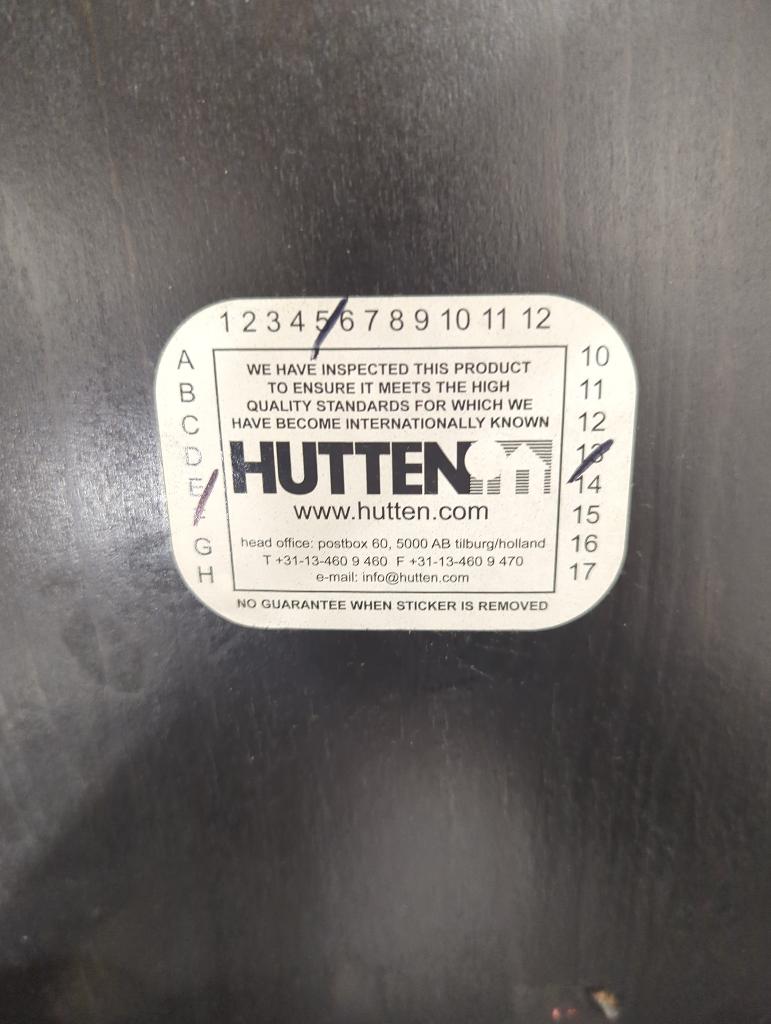 1 2 3 4 5 6 7 8 9 10 11 12
A
B
C
D
E
F
G
H
WE HAVE INSPECTED THIS PRODUCT
TO ENSURE IT MEETS THE HIGH
QUALITY STANDARDS FOR WHICH WE
HAVE BECOME INTERNATIONALLY KNOWN
HUTTEN
www.hutten.com
head office: postbox 60, 5000 AB tilburg/holland
T +31-13-460 9 460 F +31-13-460 9 470
e-mail: info@hutten.com
10
11
12
13
14
15
16
17
NO GUARANTEE WHEN STICKER IS REMOVED